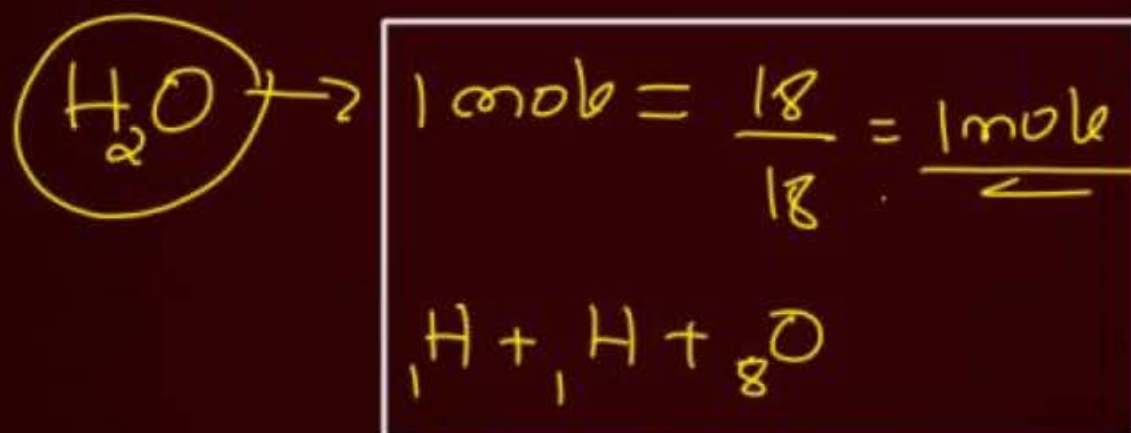 H₂O → 1 mole = 18/18 = 1 mole
₁H + ₁H + ₈O